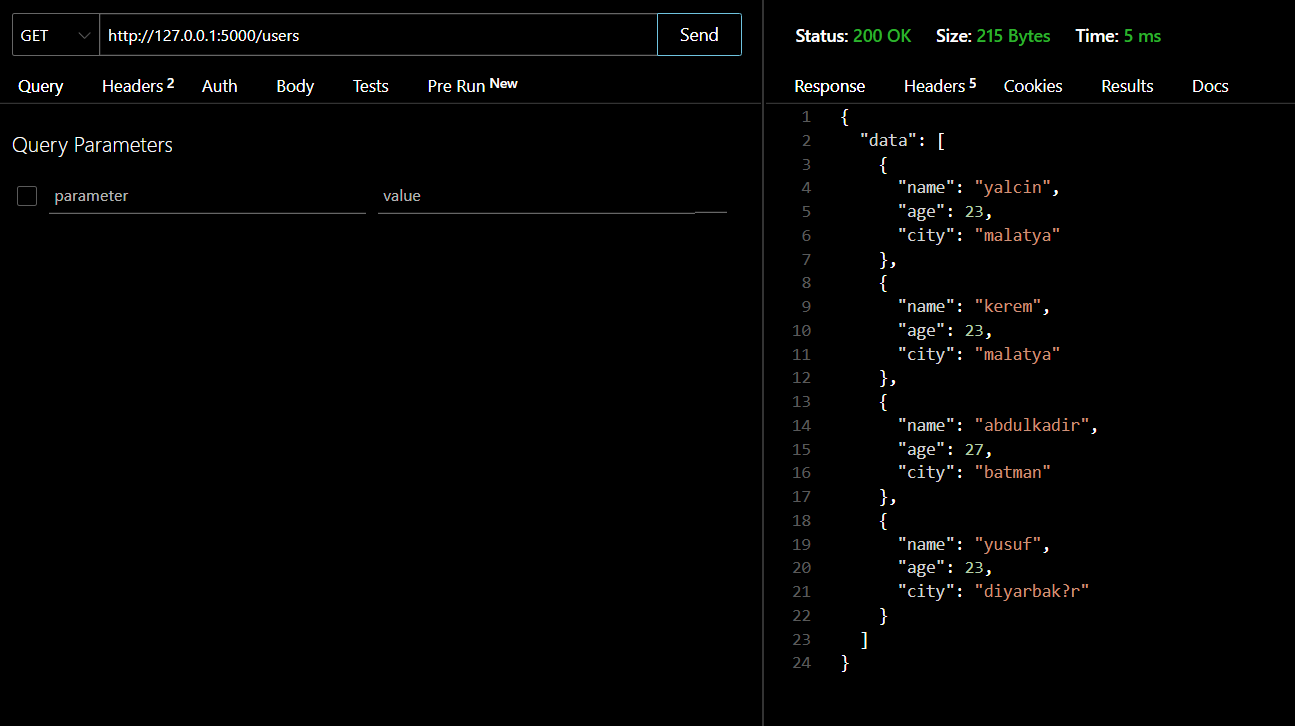 GET http://127.0.0.1:5000/users Send
Query Headers 2 Auth Body Tests Pre Run New
Query Parameters
parameter value
Status: 200 OK Size: 215 Bytes Time: 5 ms
Response Headers 5 Cookies Results Docs
1 {
2 "data": [
3 {
4 "name": "yalcin",
5 "age": 23,
6 "city": "malatya"
7 },
8 {
9 "name": "kerem",
10 "age": 23,
11 "city": "malatya"
12 },
13 {
14 "name": "abdulkadir",
15 "age": 27,
16 "city": "batman"
17 },
18 {
19 "name": "yusuf",
20 "age": 23,
21 "city": "diyarbak?r"
22 }
23 ]
24 }